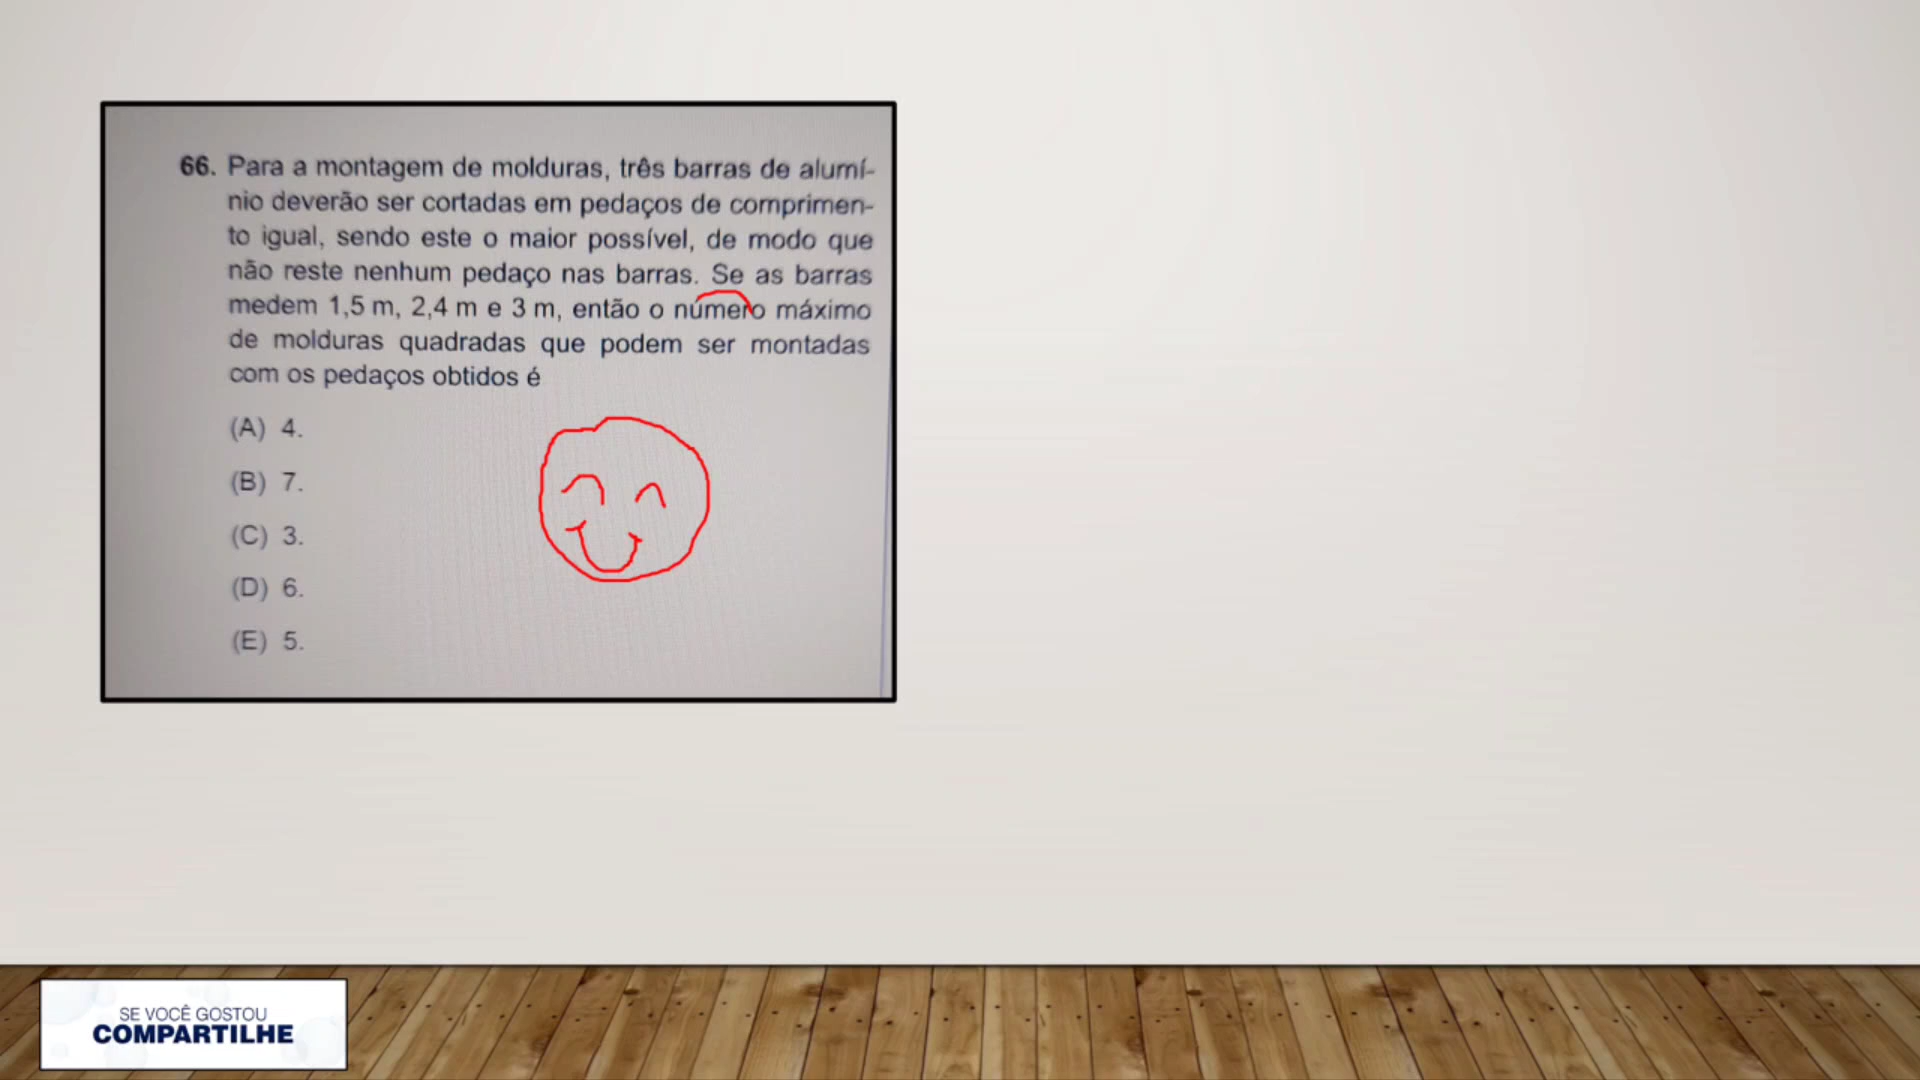 66. Para a montagem de molduras, três barras de alumí-
nio deverão ser cortadas em pedaços de comprimen-
to igual, sendo este o maior possível, de modo que
não reste nenhum pedaço nas barras. Se as barras
medem 1,5 m, 2,4 m e 3 m, então o número máximo
de molduras quadradas que podem ser montadas
com os pedaços obtidos é
(A) 4.
(B) 7.
(C) 3.
(D) 6.
(E) 5.
SE VOCÊ GOSTOU
COMPARTILHE